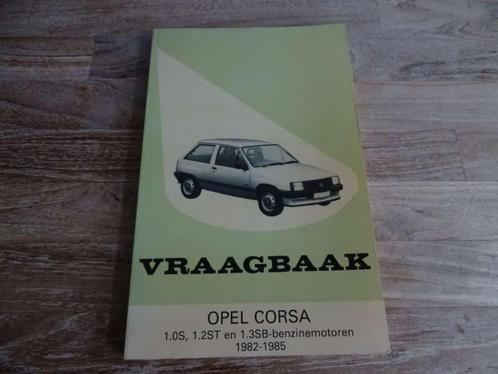 VRAAGBAAK
OPEL CORSA
1.0S, 1.2ST en 1.3SB-benzinemotoren
1982-1985